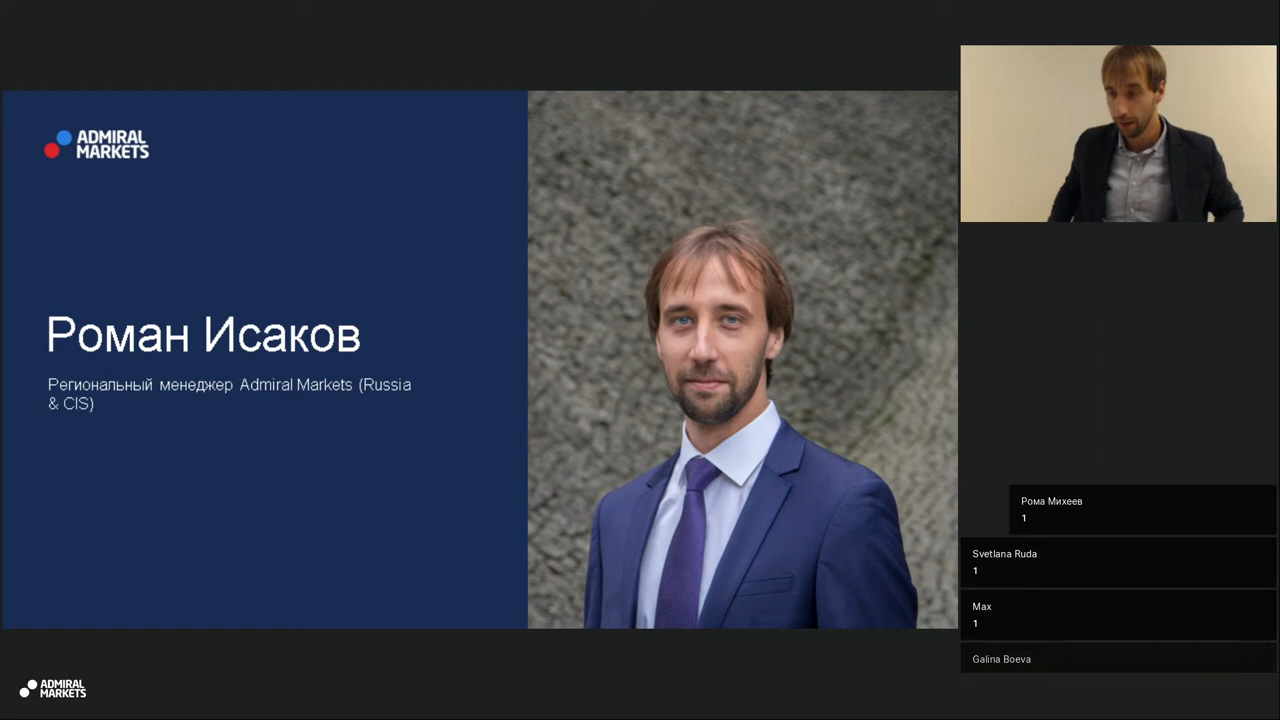 ADMIRAL
MARKETS
Роман Исаков
Региональный менеджер Admiral Markets (Russia
& CIS)
Рома Михеев
1
Svetlana Ruda
1
Max
1
Galina Boeva
ADMIRAL
MARKETS